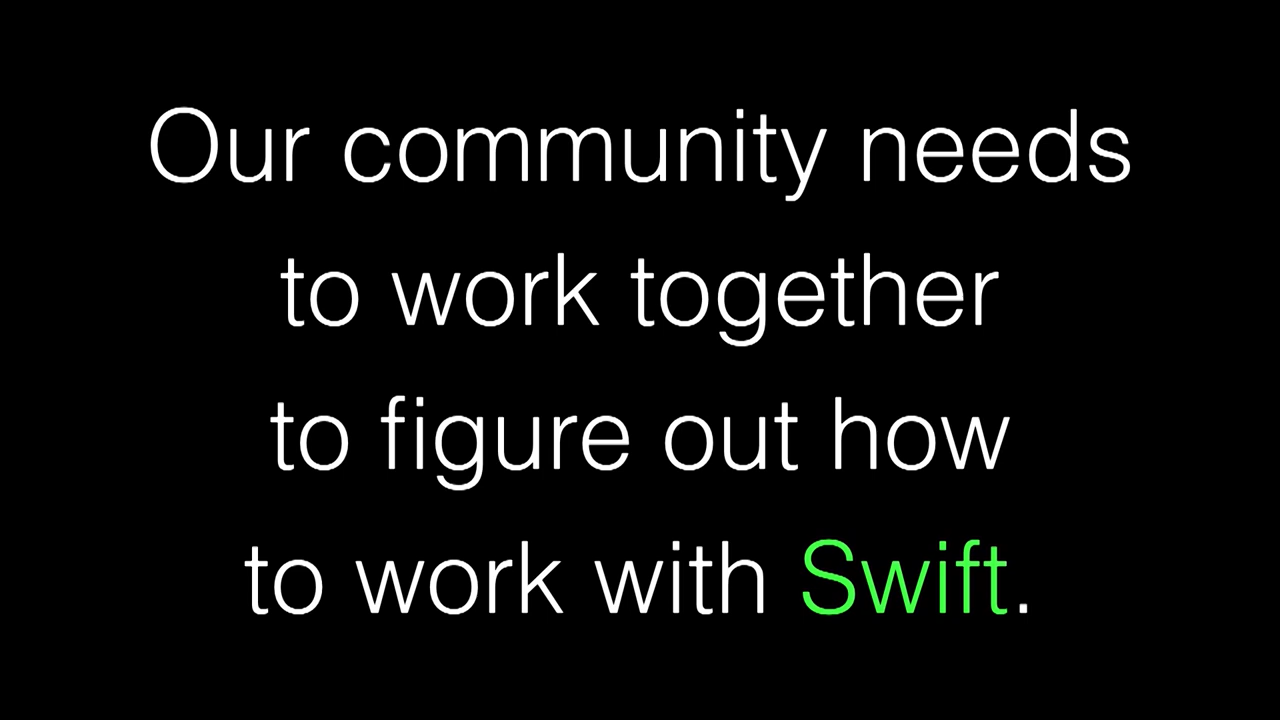 Our community needs
to work together
to figure out how
to work with Swift.